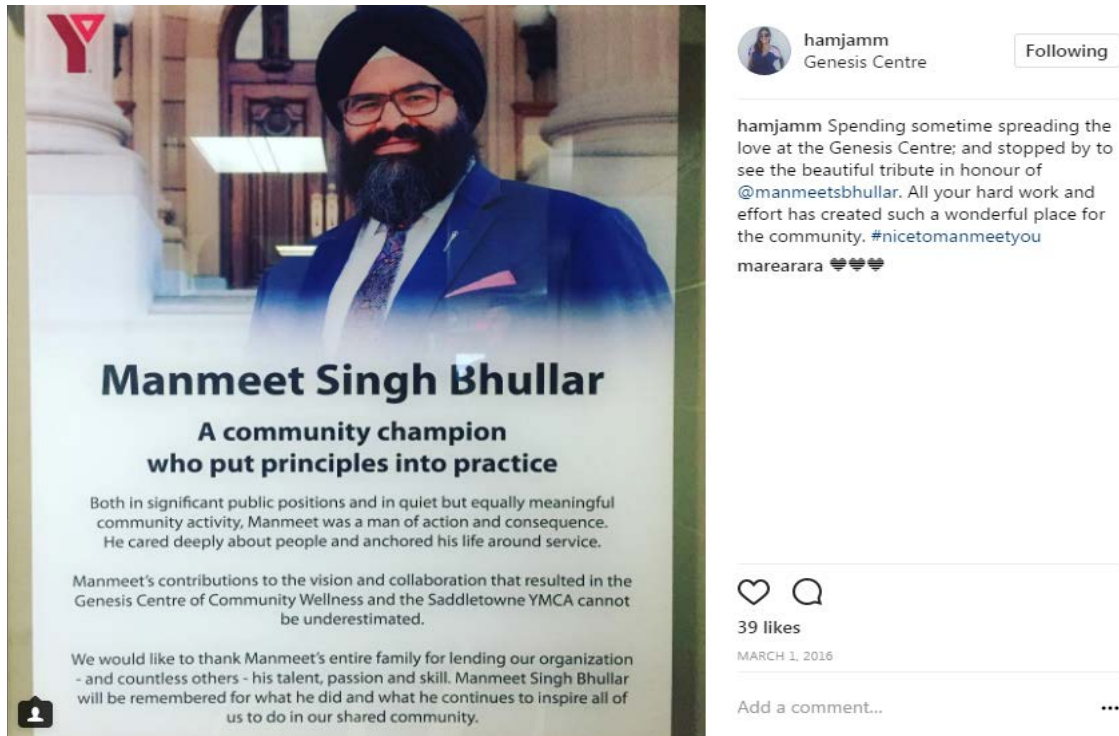 Y
Manmeet Singh Bhullar
A community champion
who put principles into practice
Both in significant public positions and in quiet but equally meaningful
community activity, Manmeet was a man of action and consequence.
He cared deeply about people and anchored his life around service.
Manmeet's contributions to the vision and collaboration that resulted in the
Genesis Centre of Community Wellness and the Saddletowne YMCA cannot
be underestimated.
We would like to thank Manmeet's entire family for lending our organization
- and countless others - his talent, passion and skill. Manmeet Singh Bhullar
will be remembered for what he did and what he continues to inspire all of
us to do in our shared community.
hamjamm
Genesis Centre
Following
hamjamm Spending sometime spreading the
love at the Genesis Centre; and stopped by to
see the beautiful tribute in honour of
@manmeetsbhullar. All your hard work and
effort has created such a wonderful place for
the community. #nicetomanmeetyou
marearara 🖤🖤🖤
39 likes
MARCH 1, 2016
Add a comment...